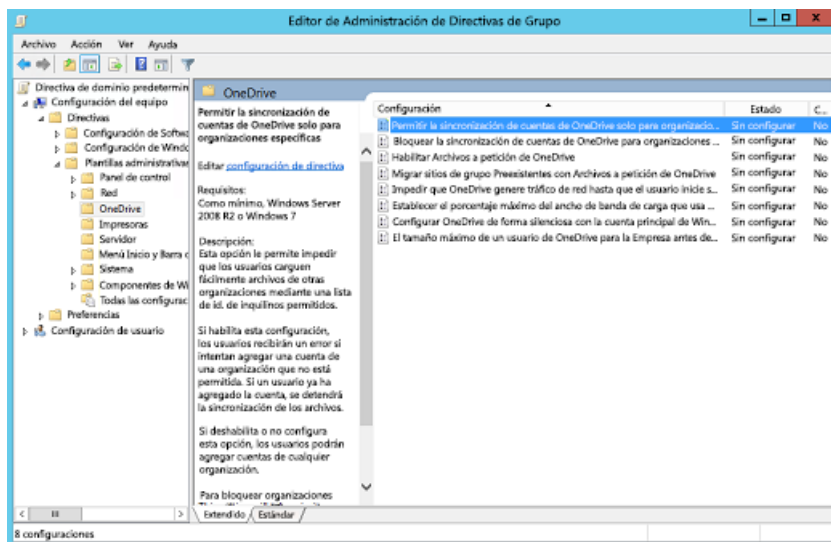 Editor de Administración de Directivas de Grupo
Archivo Acción Ver Ayuda
Directiva de dominio predetermin
Configuración del equipo
Directivas
Configuración de Softwa
Configuración de Windc
Plantillas administrativas
Panel de control
Red
OneDrive
Impresoras
Servidor
Menú Inicio y Barra c
Sistema
Componentes de Wi
Todas las configurac
Preferencias
Configuración de usuario
OneDrive
Permitir la sincronización de
cuentas de OneDrive solo para
organizaciones específicas
Editar configuración de directiva
Requisitos:
Como mínimo, Windows Server
2008 R2 o Windows 7
Descripción:
Esta opción le permite impedir
que los usuarios carguen
fácilmente archivos de otras
organizaciones mediante una lista
de id. de inquilinos permitidos.
Si habilita esta configuración,
los usuarios recibirán un error si
intentan agregar una cuenta de
una organización que no está
permitida. Si un usuario ya ha
agregado la cuenta, se detendrá
la sincronización de los archivos.
Si deshabilita o no configura
esta opción, los usuarios podrán
agregar cuentas de cualquier
organización.
Para bloquear organizaciones
Configuración Estado C...
Permitir la sincronización de cuentas de OneDrive solo para organizacio... Sin configurar No
Bloquear la sincronización de cuentas de OneDrive para organizaciones ... Sin configurar No
Habilitar Archivos a petición de OneDrive Sin configurar No
Migrar sitios de grupo Preexistentes con Archivos a petición de OneDrive Sin configurar No
Impedir que OneDrive genere tráfico de red hasta que el usuario inicie s... Sin configurar No
Establecer el porcentaje máximo del ancho de banda de carga que usa ... Sin configurar No
Configurar OneDrive de forma silenciosa con la cuenta principal de Win... Sin configurar No
El tamaño máximo de un usuario de OneDrive para la Empresa antes de... Sin configurar No
Extendido Estándar
8 configuraciones